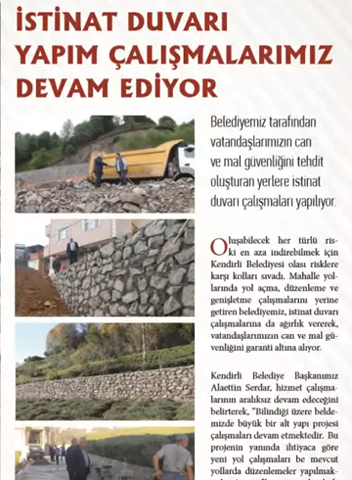 İSTİNAT DUVARI
YAPIM ÇALIŞMALARIMIZ
DEVAM EDİYOR
Belediyemiz tarafından
vatandaşlarımızın can
ve mal güvenliğini tehdit
oluşturan yerlere istinat
duvarı çalışmaları yapılıyor.
Oluşabilecek her türlü ris-
ki en aza indirebilmek için
Kendirli Belediyesi olası risklere
karşı kolları sıvadı. Mahalle yol-
larında yol açma, düzenleme ve
genişletme çalışmalarını yerine
getiren belediyemiz, istinat duvarı
çalışmalarına da ağırlık vererek,
vatandaşlarımızın can ve mal gü-
venliğini garanti altına alıyor.
Kendirli Belediye Başkanımız
Alaettin Serdar, hizmet çalışma-
larının aralıksız devam edeceğini
belirterek, "Bilindiği üzere belde-
mizde büyük bir alt yapı projesi
çalışmaları devam etmektedir. Bu
projenin yanında ihtiyaca göre
yeni yol çalışmaları be mevcut
yollarda düzenlemeler yapılmak-